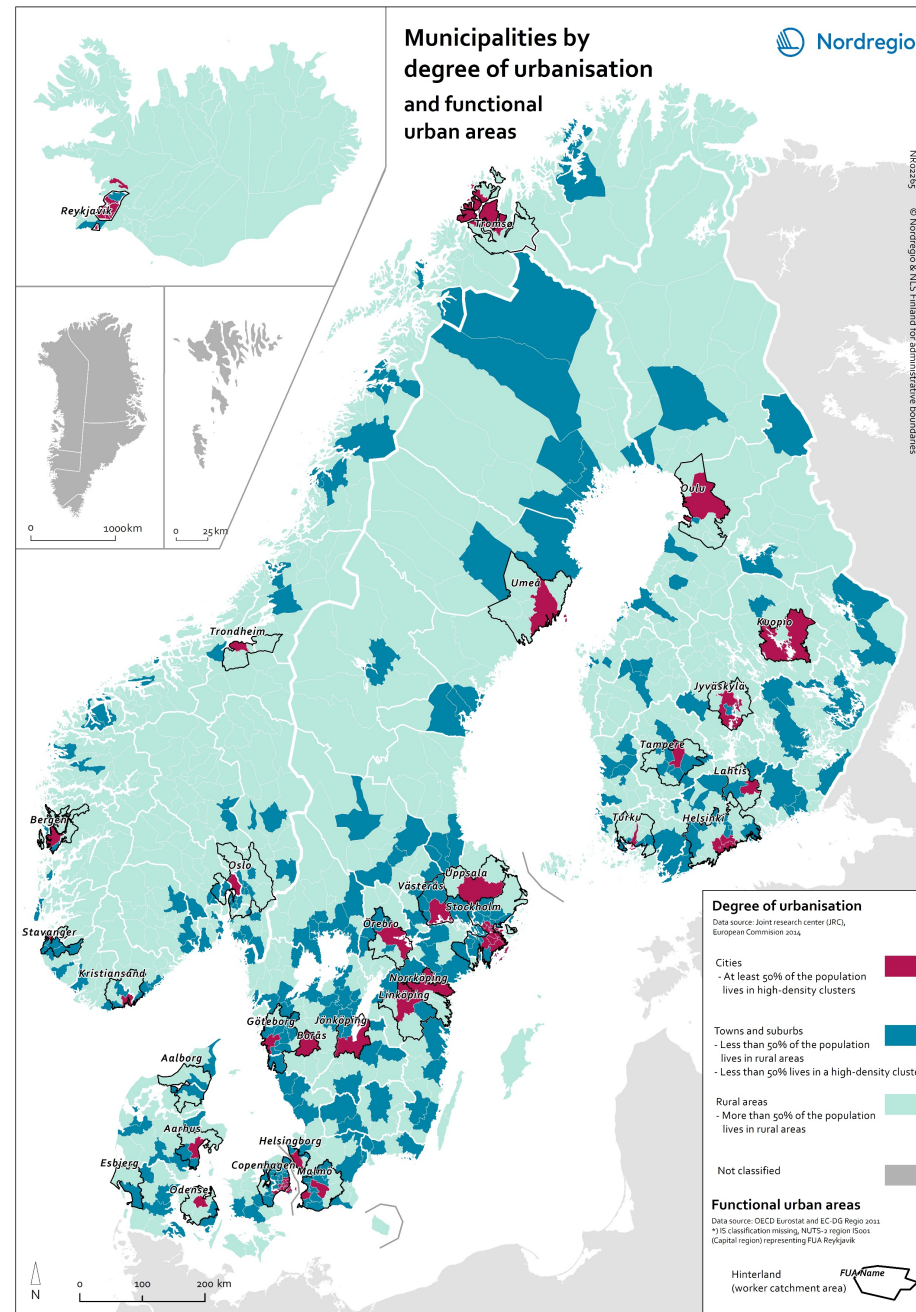 Municipalities by
degree of urbanisation
and functional
urban areas
Nordregio
NR02265 © Nordregio & NLS Finland for administrative boundaries
Reykjavik
0 1000km
0 25km
Tromsø
Oulu
Umeå
Kuopio
Trondheim
Jyväskylä
Tampere
Lahtis
Bergen
Turku
Helsinki
Oslo
Uppsala
Västerås
Stockholm
Örebro
Stavanger
Kristiansand
Norrköping
Linköping
Göteborg
Jönköping
Borås
Aalborg
Aarhus
Helsingborg
Esbjerg
Copenhagen
Malmö
Odense
N
0 100 200 km
Degree of urbanisation
Data source: Joint research center (JRC),
European Commision 2014
Cities
- At least 50% of the population
lives in high-density clusters
Towns and suburbs
- Less than 50% of the population
lives in rural areas
- Less than 50% lives in a high-density cluste
Rural areas
- More than 50% of the population
lives in rural areas
Not classified
Functional urban areas
Data source: OECD Eurostat and EC-DG Regio 2011
*) IS classification missing, NUTS-2 region IS001
(Capital region) representing FUA Reykjavik
Hinterland
(worker catchment area)
FUA Name